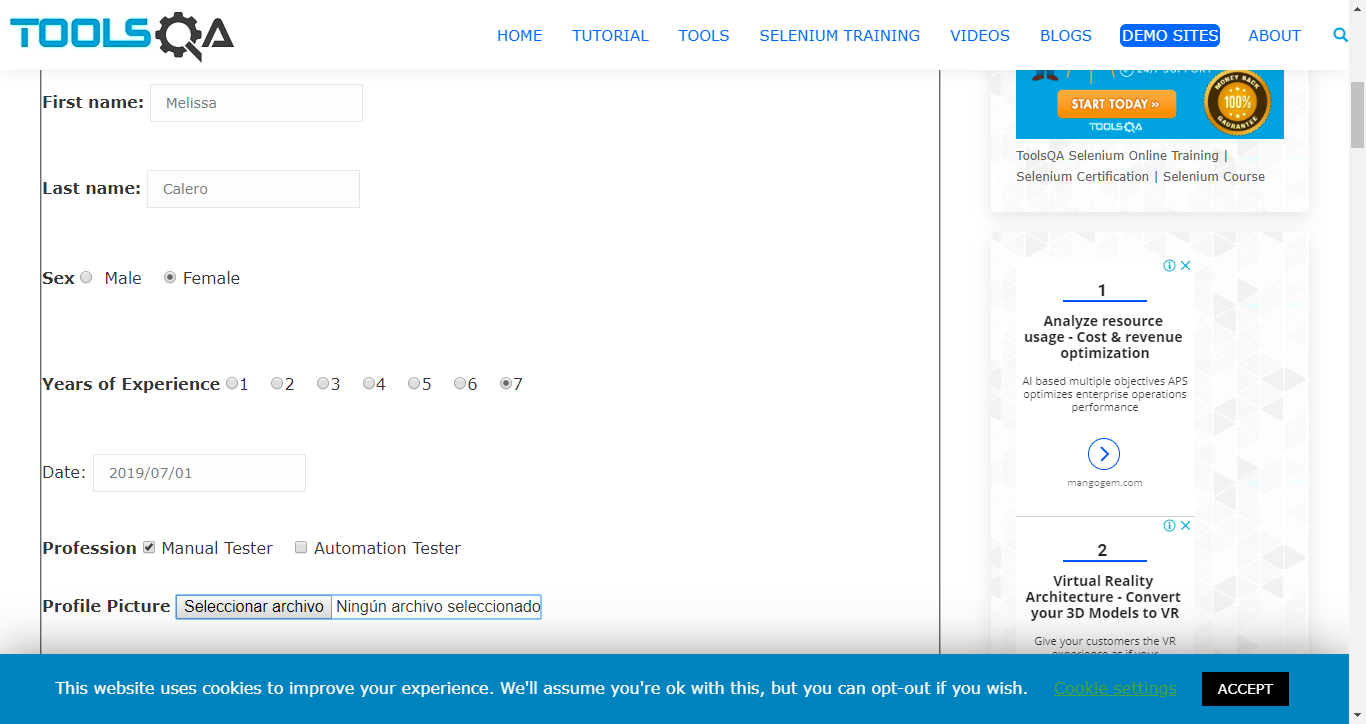 TOOLSQA
HOME TUTORIAL TOOLS SELENIUM TRAINING VIDEOS BLOGS DEMO SITES ABOUT
First name: Melissa
Last name: Calero
Sex Male Female
Years of Experience 1 2 3 4 5 6 7
Date: 2019/07/01
Profession Manual Tester Automation Tester
Profile Picture Seleccionar archivo Ningún archivo seleccionado
24/7 SUPPORT
START TODAY »
TOOLSQA
MONEY BACK
100%
GAURANTEE
ToolsQA Selenium Online Training |
Selenium Certification | Selenium Course
1
Analyze resource
usage - Cost & revenue
optimization
AI based multiple objectives APS
optimizes enterprise operations
performance
mangogem.com
2
Virtual Reality
Architecture - Convert
your 3D Models to VR
Give your customers the VR
experience as if your
This website uses cookies to improve your experience. We'll assume you're ok with this, but you can opt-out if you wish. Cookie settings ACCEPT